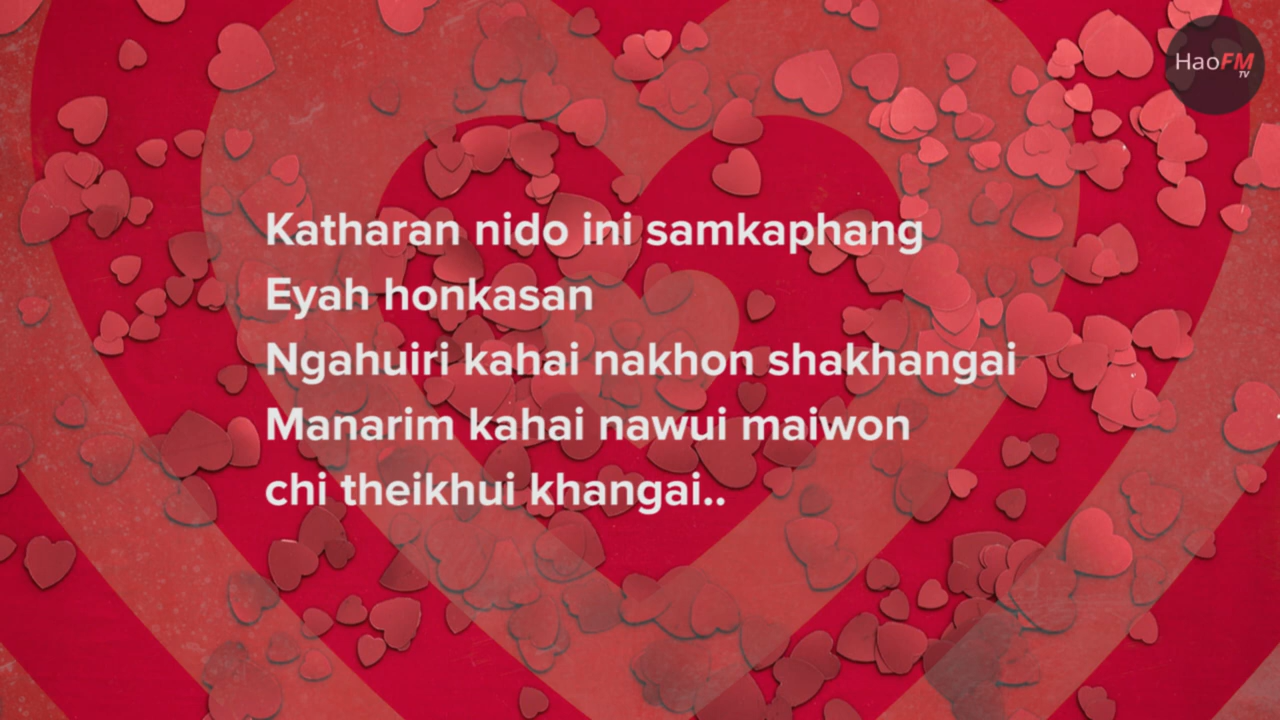 HaoFM
TV
Katharan nido ini samkaphang
Eyah honkasan
Ngahuiri kahai nakhon shakhangai
Manarim kahai nawui maiwon
chi theikhui khangai..